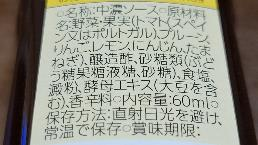 ○名称:中濃ソース○原材料
名:野菜・果実(トマト(スペイ
ン又はポルトガル)、プルーン、
りんご、レモン、にんじん、たま
ねぎ)、醸造酢、砂糖類(ぶど
う糖果糖液糖、砂糖)、食塩、
澱粉、酵母エキス(大豆を含
む)、香辛料○内容量:60ml○
保存方法:直射日光を避け、
常温で保存○賞味期限: